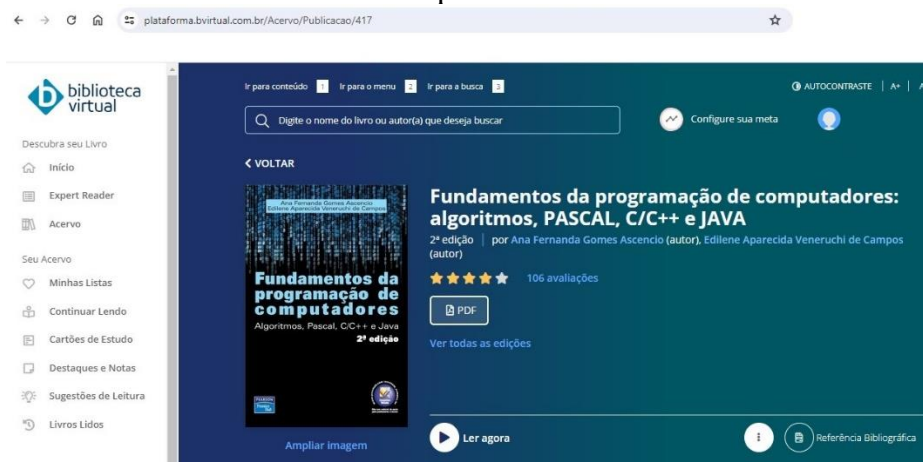 plataforma.bvirtual.com.br/Acervo/Publicacao/417
biblioteca
virtual
Descubra seu Livro
Início
Expert Reader
Acervo
Seu Acervo
Minhas Listas
Continuar Lendo
Cartões de Estudo
Destaques e Notas
Sugestões de Leitura
Livros Lidos
Ir para conteúdo 1 Ir para o menu 2 Ir para a busca 3
AUTOCONTRASTE | A+ |
Digite o nome do livro ou autor(a) que deseja buscar
Configure sua meta
VOLTAR
Ana Fernanda Gomes Ascencio
Edilene Aparecida Veneruchi de Campos
Fundamentos da
programação de
computadores
Algoritmos, Pascal, C/C++ e Java
2ª edição
Ampliar imagem
Fundamentos da programação de computadores:
algoritmos, PASCAL, C/C++ e JAVA
2ª edição | por Ana Fernanda Gomes Ascencio (autor), Edilene Aparecida Veneruchi de Campos
(autor)
106 avaliações
PDF
Ver todas as edições
Ler agora
Referência Bibliográfica